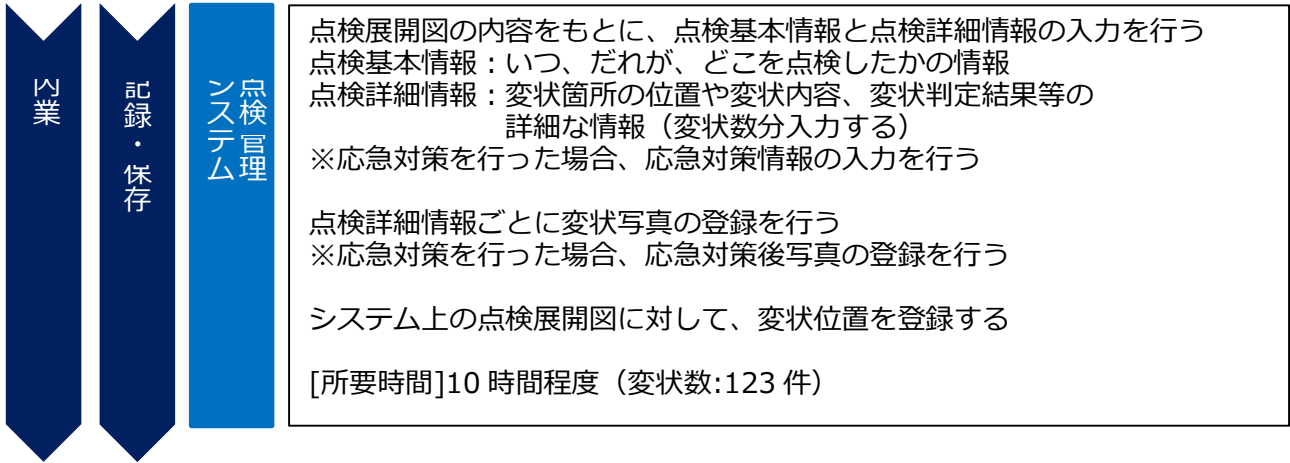 内業
記録・保存
点検管理
システム
点検展開図の内容をもとに、点検基本情報と点検詳細情報の入力を行う
点検基本情報：いつ、だれが、どこを点検したかの情報
点検詳細情報：変状箇所の位置や変状内容、変状判定結果等の
詳細な情報（変状数分入力する）
※応急対策を行った場合、応急対策情報の入力を行う
点検詳細情報ごとに変状写真の登録を行う
※応急対策を行った場合、応急対策後写真の登録を行う
システム上の点検展開図に対して、変状位置を登録する
[所要時間]10 時間程度（変状数:123 件）